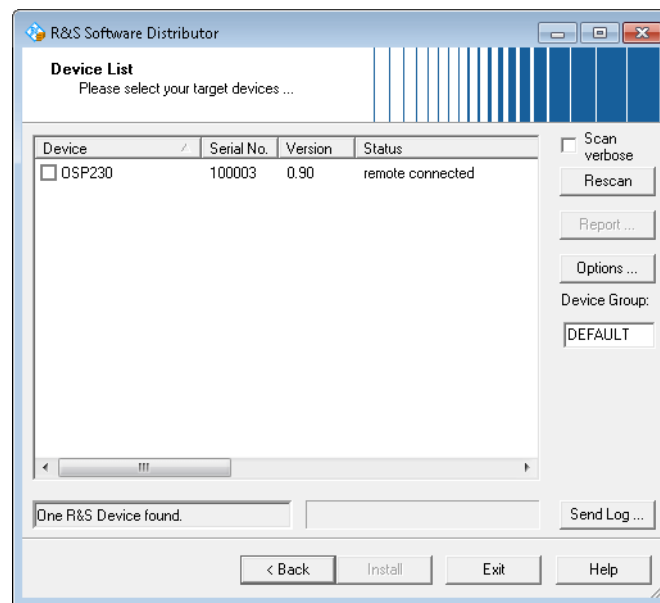 R&S Software Distributor
Device List
Please select your target devices ...
Device Serial No. Version Status
OSP230 100003 0.90 remote connected
Scan
verbose
Rescan
Report ...
Options ...
Device Group:
DEFAULT
One R&S Device found.
Send Log ...
< Back Install Exit Help